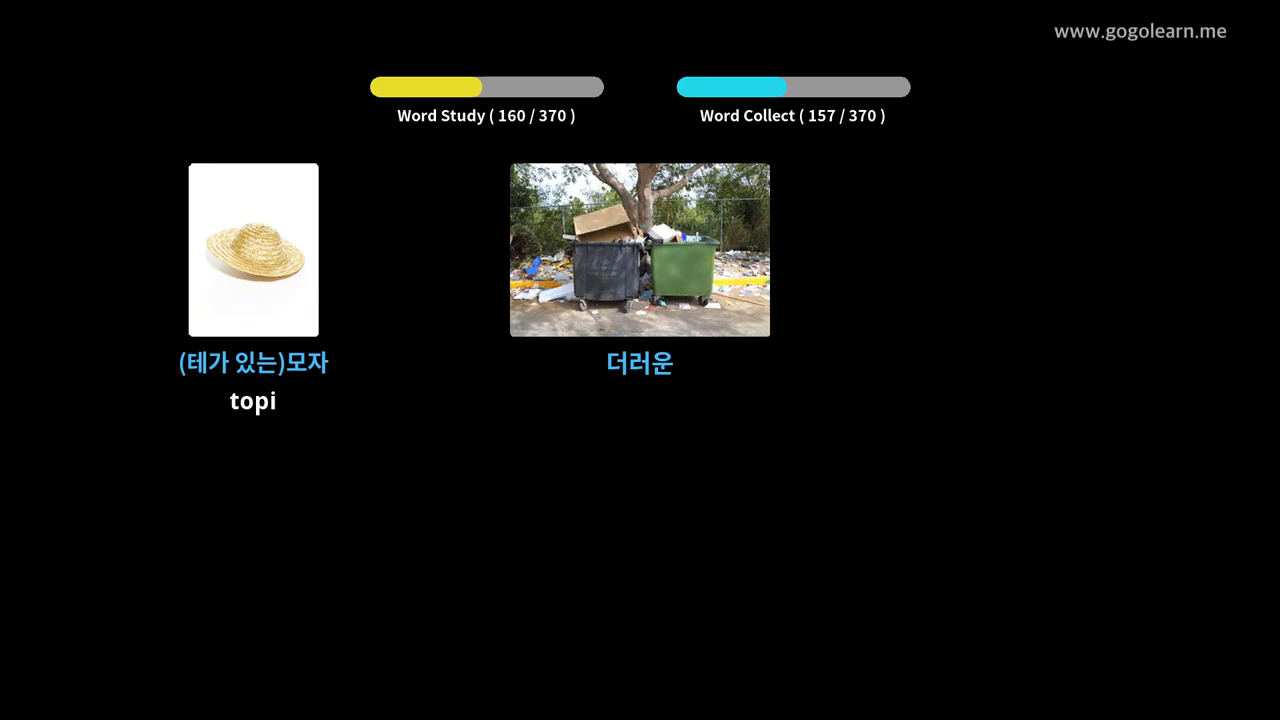 www.gogolearn.me
Word Study ( 160 / 370 )
Word Collect ( 157 / 370 )
(테가 있는)모자
topi
더러운